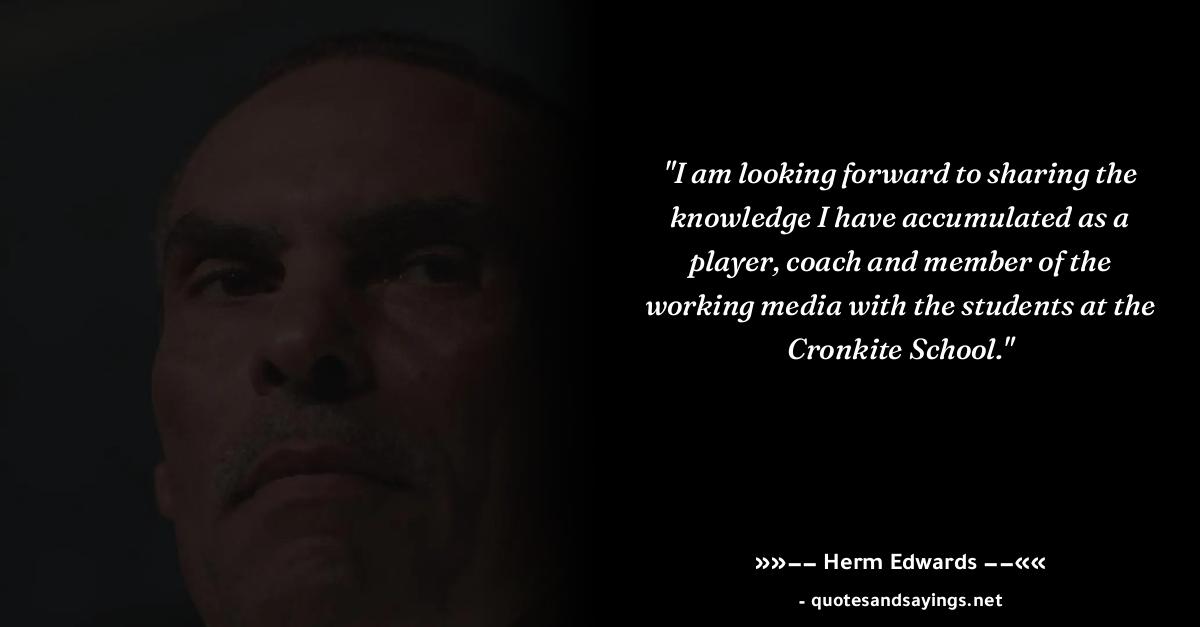 "I am looking forward to sharing the
knowledge I have accumulated as a
player, coach and member of the
working media with the students at the
Cronkite School."
»»−− Herm Edwards −−««
- quotesandsayings.net